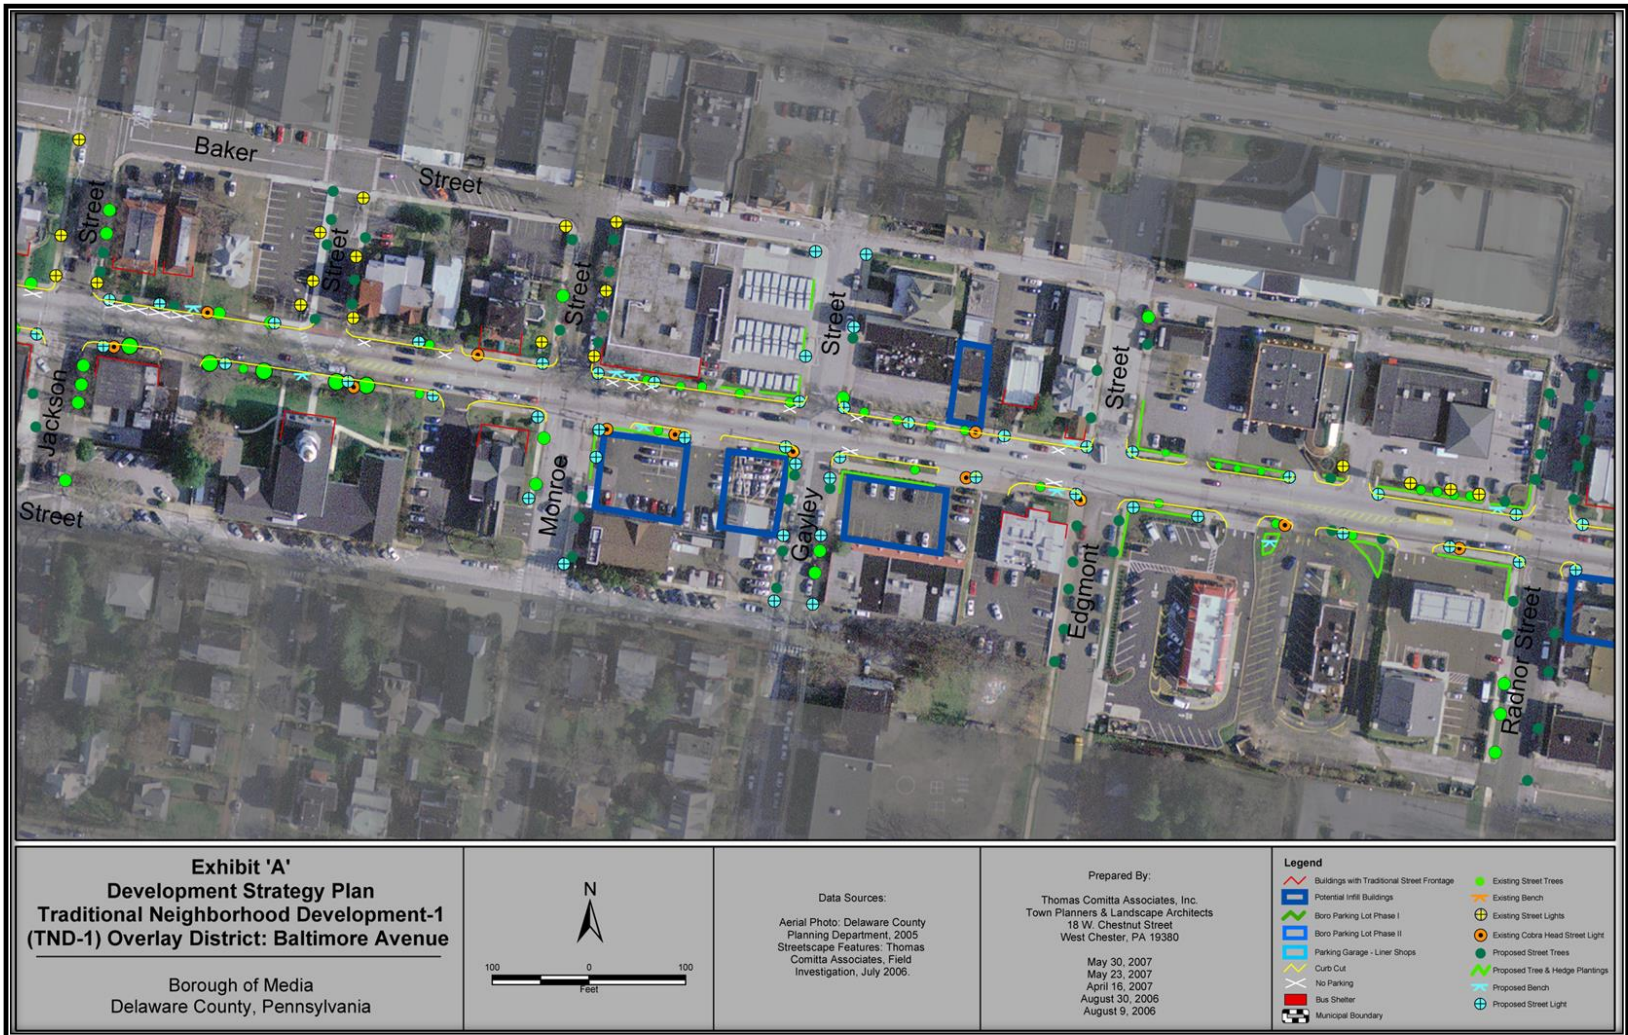 Baker
Street
Street
Street
Street
Street
Street
Jackson
Street
Monroe
Gayley
Edgmont
Radnor Street
Exhibit 'A'
Development Strategy Plan
Traditional Neighborhood Development-1
(TND-1) Overlay District: Baltimore Avenue
Borough of Media
Delaware County, Pennsylvania
N
100 0 100
Feet
Data Sources:
Aerial Photo: Delaware County
Planning Department, 2005
Streetscape Features: Thomas
Comitta Associates, Field
Investigation, July 2006.
Prepared By:
Thomas Comitta Associates, Inc.
Town Planners & Landscape Architects
18 W. Chestnut Street
West Chester, PA 19380
May 30, 2007
May 23, 2007
April 16, 2007
August 30, 2006
August 9, 2006
Legend
Buildings with Traditional Street Frontage
Potential Infill Buildings
Boro Parking Lot Phase I
Boro Parking Lot Phase II
Parking Garage - Liner Shops
Curb Cut
No Parking
Bus Shelter
Municipal Boundary
Existing Street Trees
Existing Bench
Existing Street Lights
Existing Cobra Head Street Light
Proposed Street Trees
Proposed Tree & Hedge Plantings
Proposed Bench
Proposed Street Light